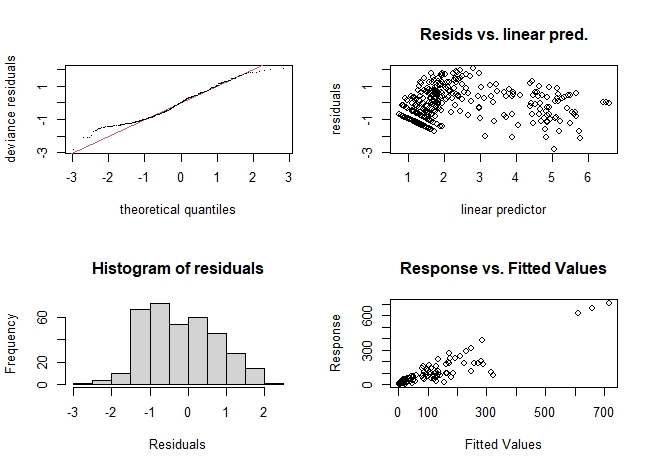 Resids vs. linear pred.
deviance residuals
-3 -1 1
-3 -2 -1 0 1 2 3
theoretical quantiles
residuals
-3 -1 1
1 2 3 4 5 6
linear predictor
Histogram of residuals
Frequency
0 20 60
-3 -2 -1 0 1 2
Residuals
Response vs. Fitted Values
Response
0 300 600
0 100 300 500 700
Fitted Values